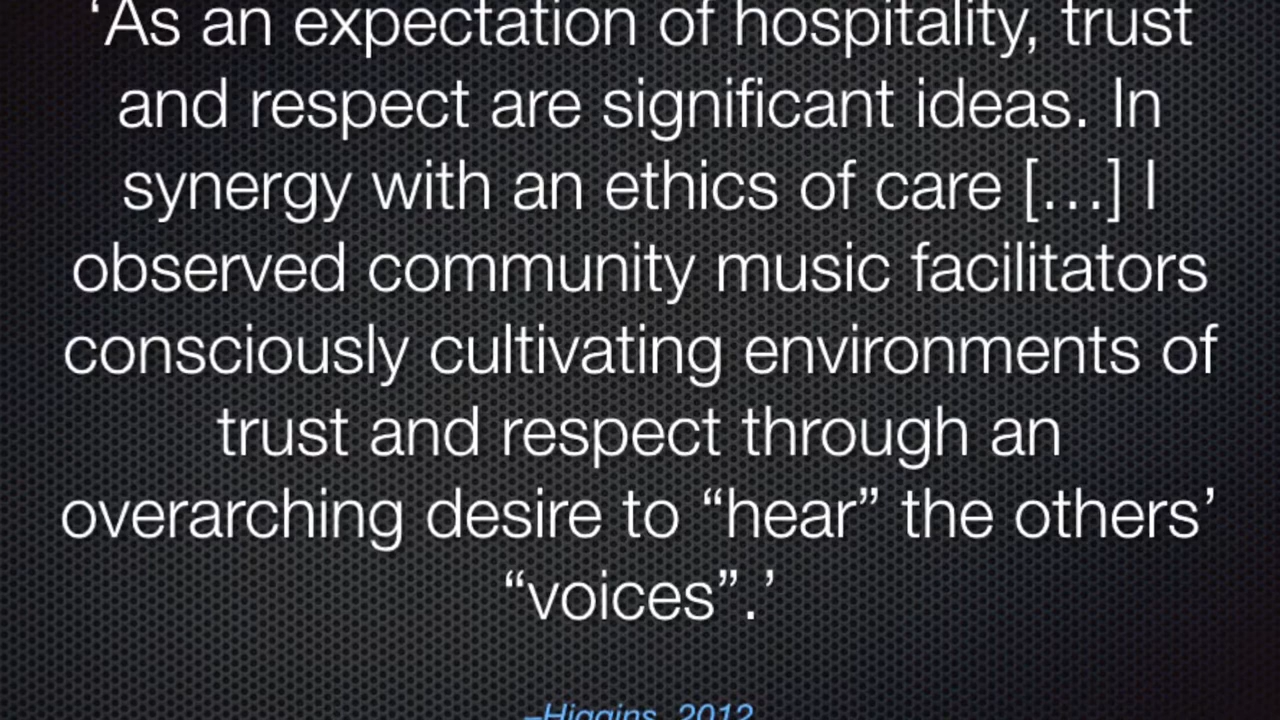 ‘As an expectation of hospitality, trust
and respect are significant ideas. In
synergy with an ethics of care […] I
observed community music facilitators
consciously cultivating environments of
trust and respect through an
overarching desire to “hear” the others’
“voices”.’
–Higgins, 2012